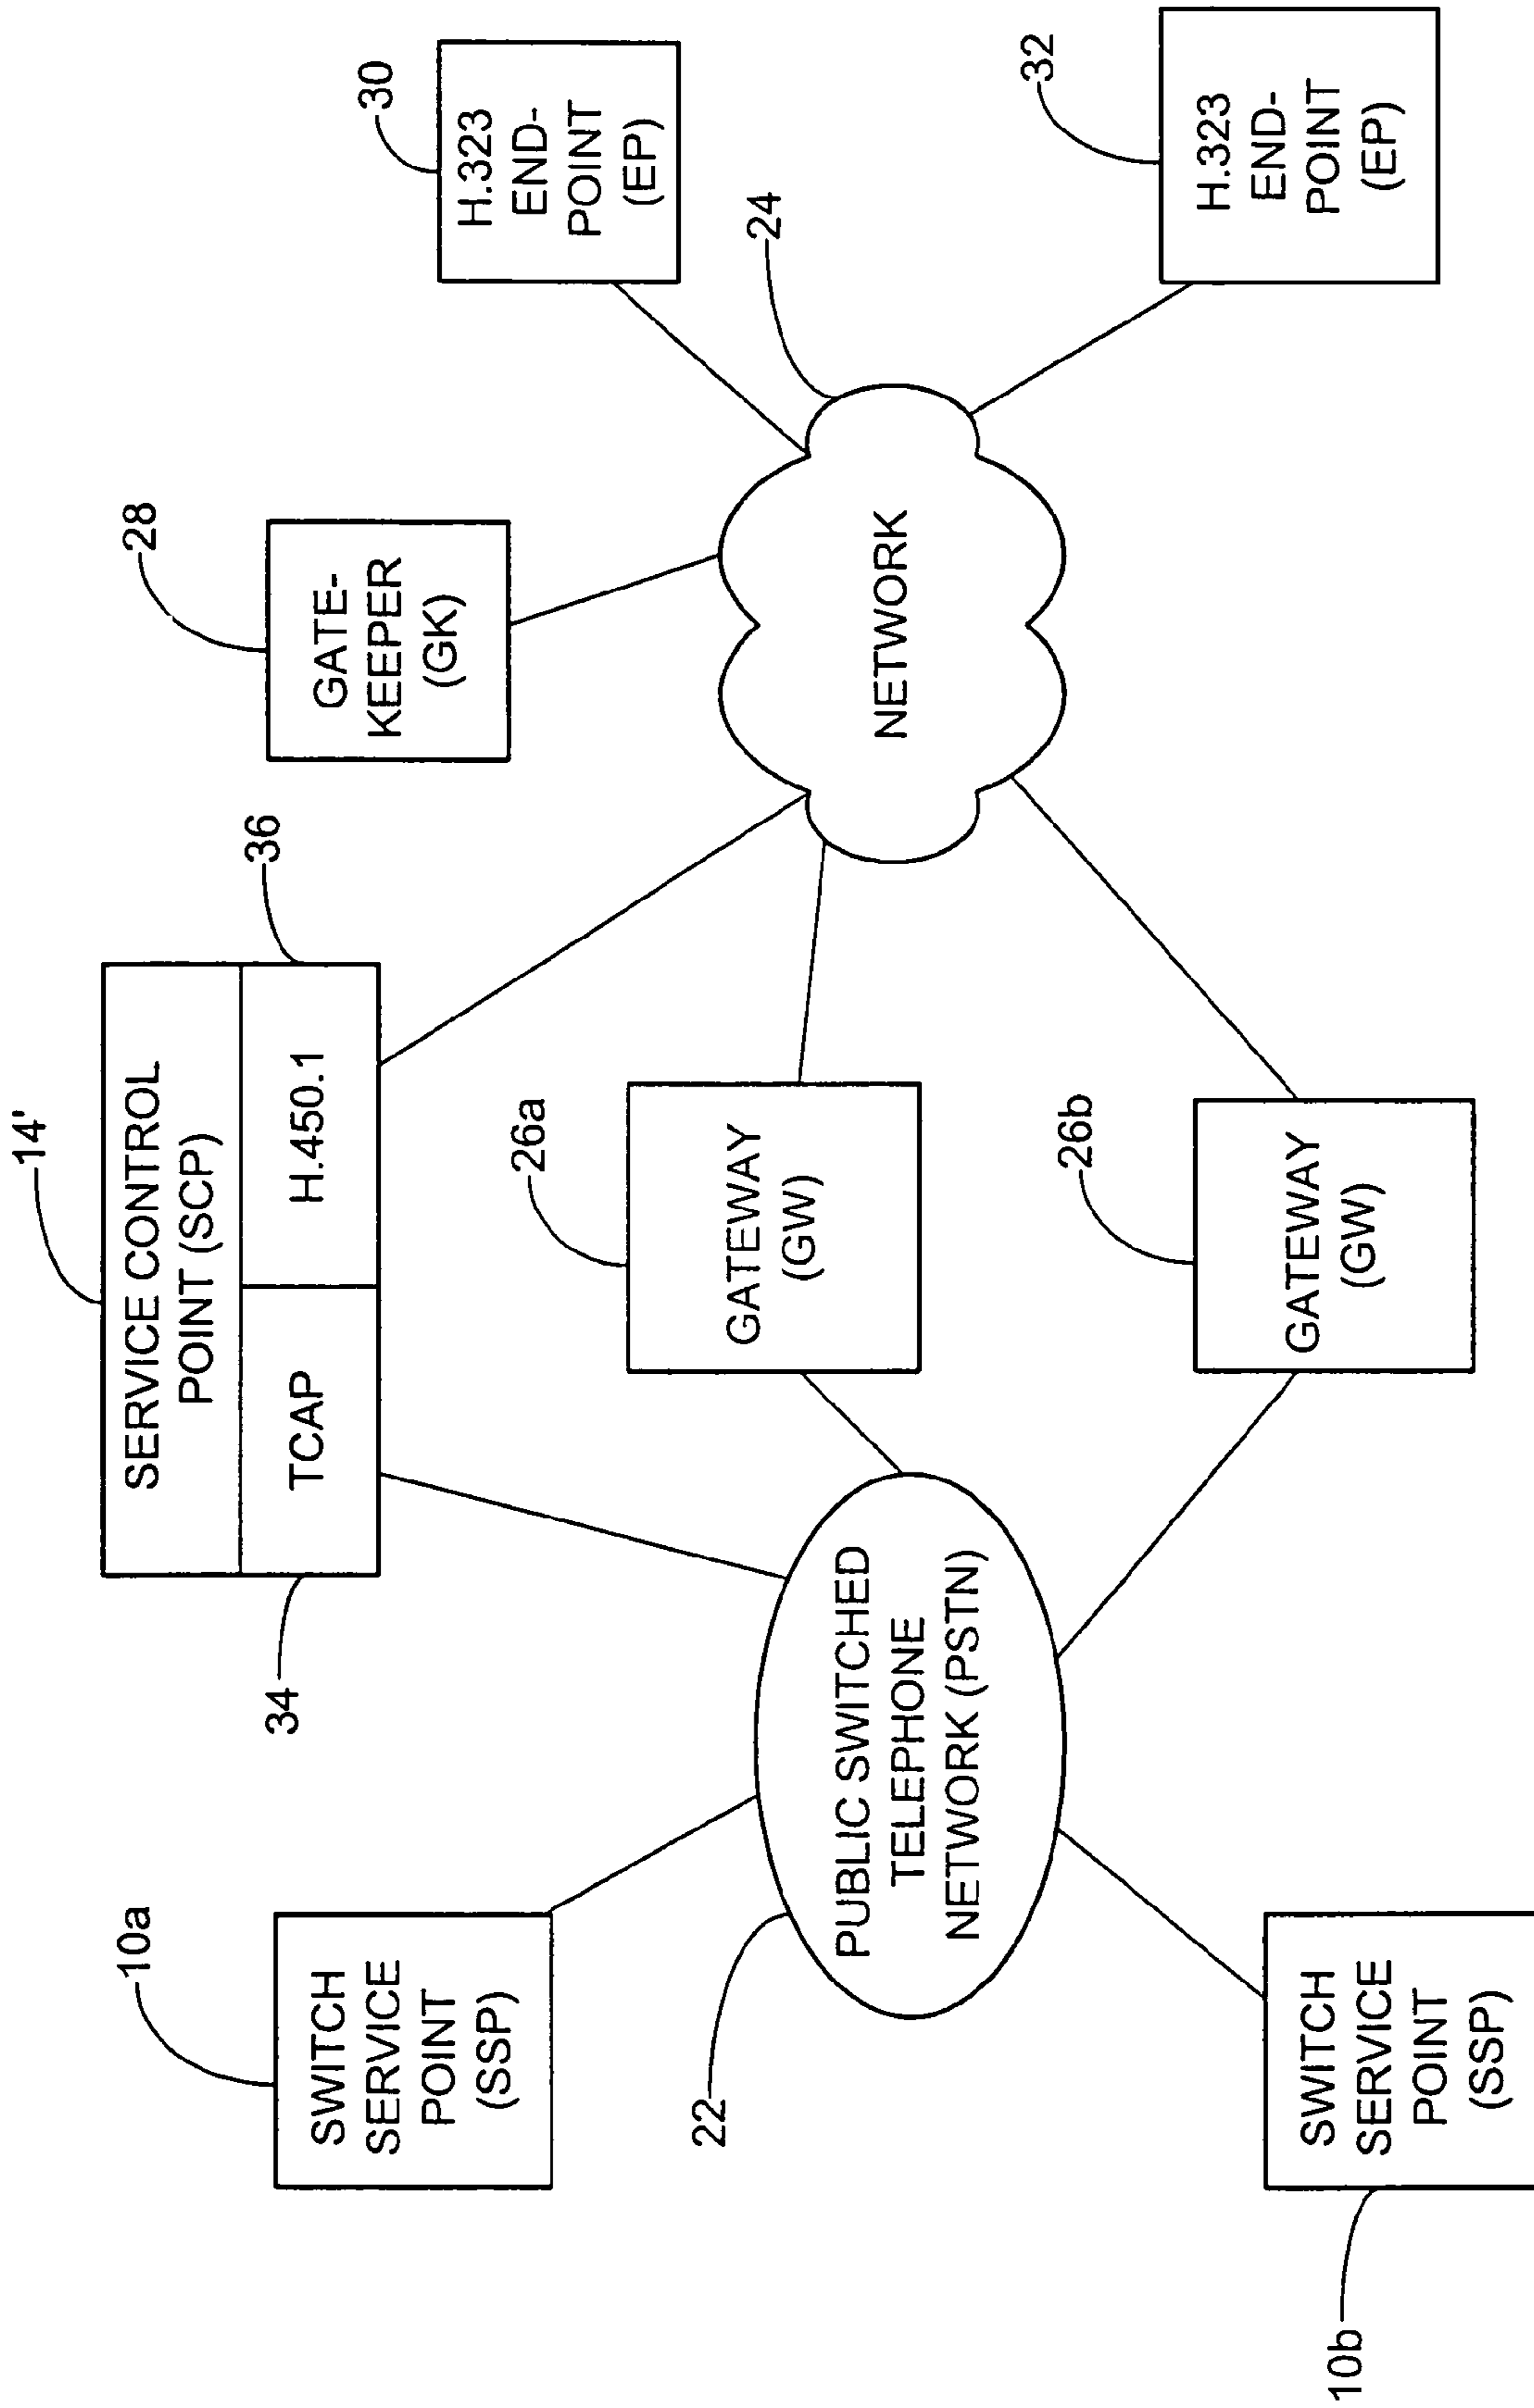 14'
SERVICE CONTROL
POINT (SCP)
TCAP
H.450.1
34
36
10a
SWITCH
SERVICE
POINT
(SSP)
28
GATE-
KEEPER
(GK)
30
H.323
END-
POINT
(EP)
26a
GATEWAY
(GW)
22
PUBLIC SWITCHED
TELEPHONE
NETWORK (PSTN)
24
NETWORK
26b
GATEWAY
(GW)
32
H.323
END-
POINT
(EP)
10b
SWITCH
SERVICE
POINT
(SSP)